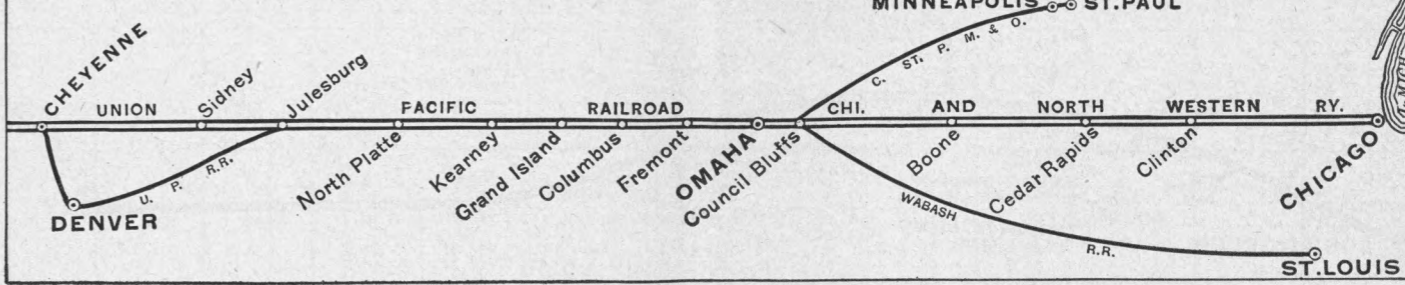 MINNEAPOLIS ST. PAUL
C. ST. P. M. & O.
CHEYENNE
UNION PACIFIC RAILROAD
CHI. AND NORTH WESTERN RY.
Sidney
Julesburg
North Platte
Kearney
Grand Island
Columbus
Fremont
OMAHA
Council Bluffs
Boone
Cedar Rapids
Clinton
CHICAGO
U. P. R.R.
DENVER
WABASH R.R.
ST. LOUIS